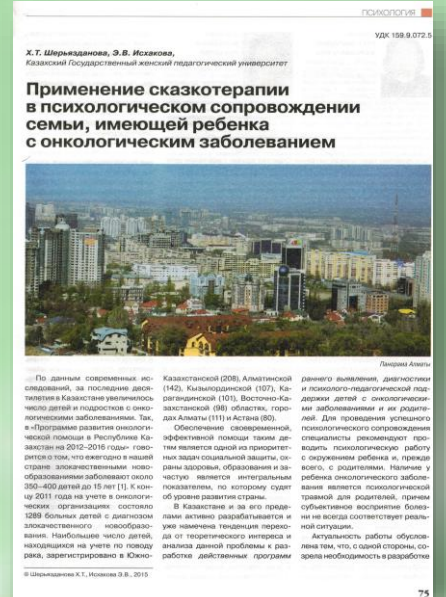 ПСИХОЛОГИЯ
УДК 159.9.072.5
Х.Т. Шерьязданова, Э.В. Исхакова,
Казахский Государственный женский педагогический университет
Применение сказкотерапии
в психологическом сопровождении
семьи, имеющей ребенка
с онкологическим заболеванием
Панорама Алматы
По данным современных ис-
следований, за последние деся-
тилетия в Казахстане увеличилось
число детей и подростков с онко-
логическими заболеваниями. Так,
в «Программе развития онкологи-
ческой помощи в Республике Ка-
захстан на 2012–2016 годы» гово-
рится о том, что ежегодно в нашей
стране злокачественными ново-
образованиями заболевают около
350–400 детей до 15 лет [1]. К кон-
цу 2011 года на учете в онкологи-
ческих организациях состояло
1289 больных детей с диагнозом
злокачественного новообразо-
вания. Наибольшее число детей,
находящихся на учете по поводу
рака, зарегистрировано в Южно-
Казахстанской (208), Алматинской
(142), Кызылординской (107), Ка-
рагандинской (101), Восточно-Ка-
захстанской (98) областях, горо-
дах Алматы (111) и Астана (80).
Обеспечение своевременной,
эффективной помощи таким де-
тям является одной из приоритет-
ных задач социальной защиты, ох-
раны здоровья, образования и за-
частую является интегральным
показателем, по которому судят
об уровне развития страны.
В Казахстане и за его преде-
лами активно разрабатывается и
уже намечена тенденция перехо-
да от теоретического интереса и
анализа данной проблемы к раз-
работке действенных программ
раннего выявления, диагностики
и психолого-педагогической под-
держки детей с онкологически-
ми заболеваниями и их родите-
лей. Для проведения успешного
психологического сопровождения
специалисты рекомендуют про-
водить психологическую работу
с окружением ребенка и, прежде
всего, с родителями. Наличие у
ребенка онкологического заболе-
вания является психологической
травмой для родителей, причем
субъективное восприятие болез-
ни не всегда соответствует реаль-
ной ситуации.
Актуальность работы обуслов-
лена тем, что, с одной стороны, со-
зрела необходимость в разработке
© Шерьязданова Х.Т., Исхакова Э.В., 2015
75